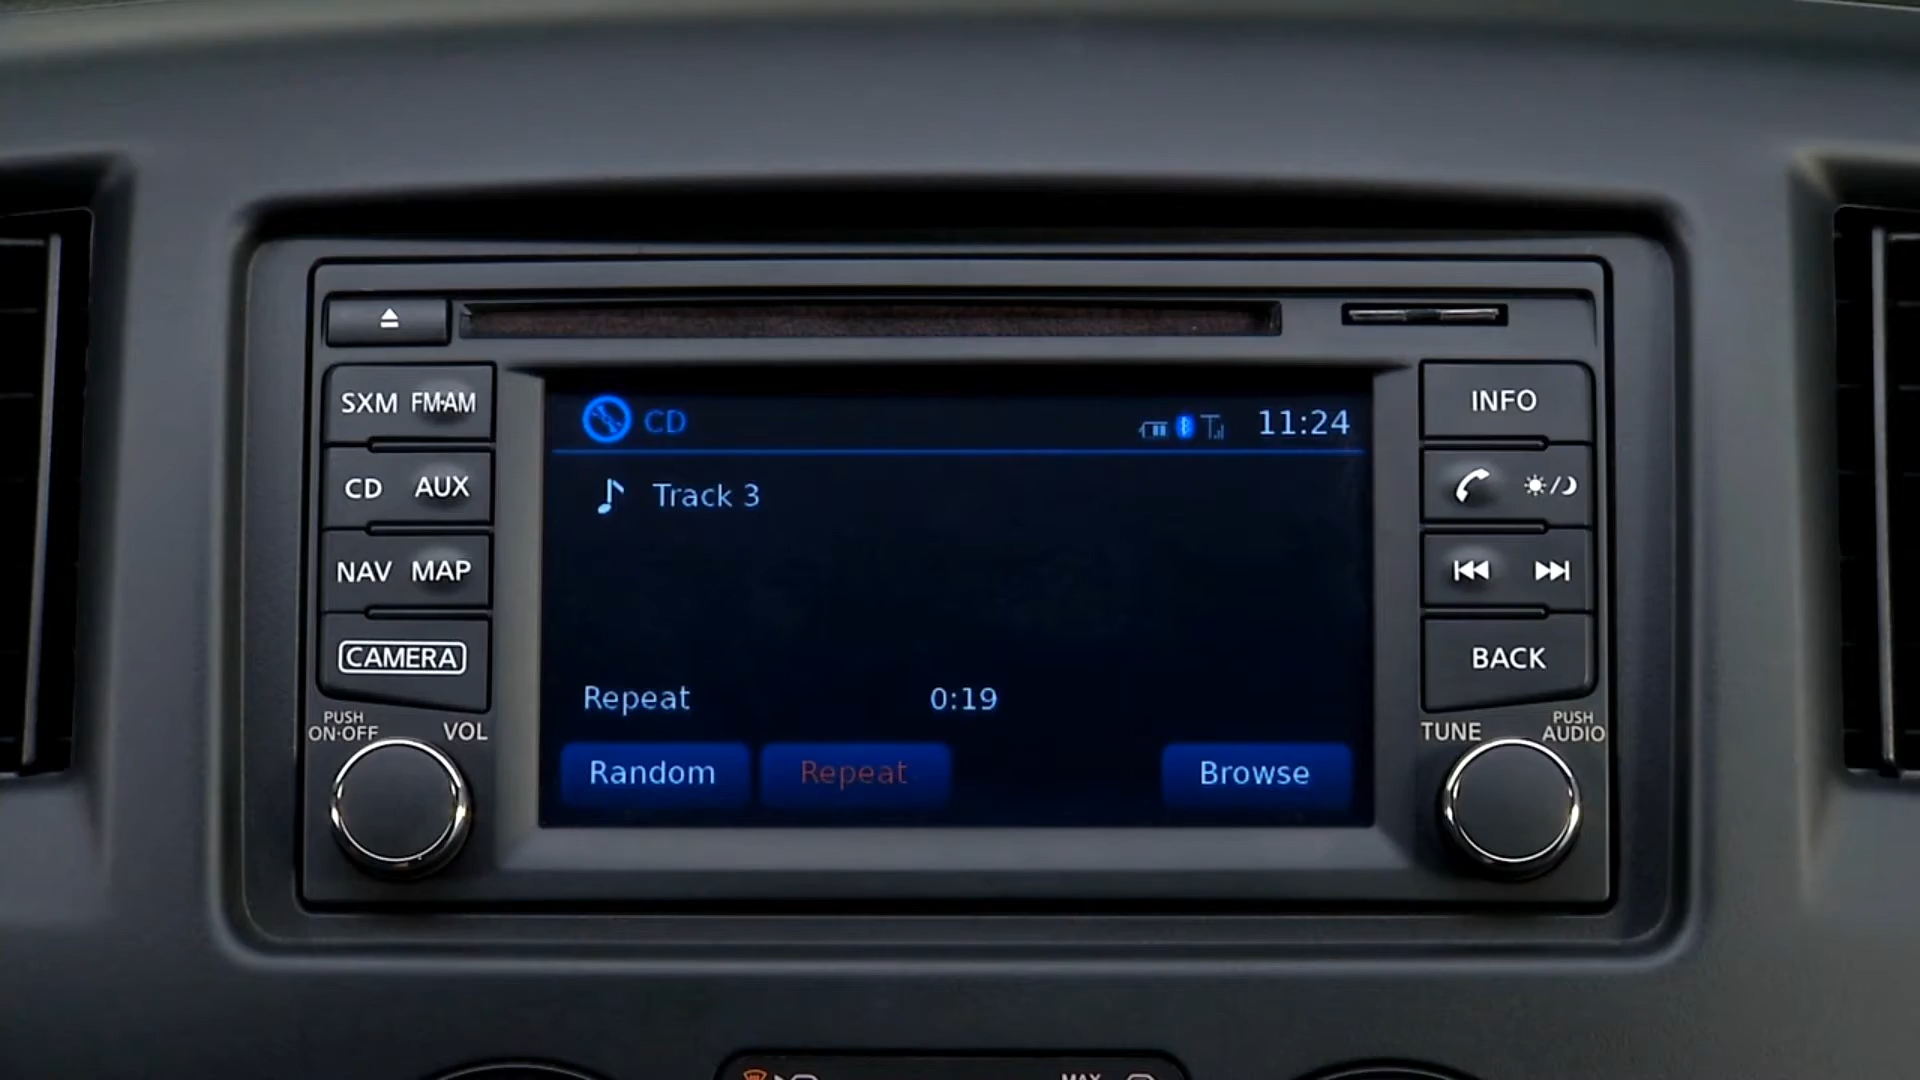 SXM FM·AM
CD AUX
NAV MAP
CAMERA
PUSH
ON·OFF VOL
CD 11:24
Track 3
Repeat 0:19
Random Repeat Browse
INFO
BACK
TUNE PUSH
AUDIO
MAX